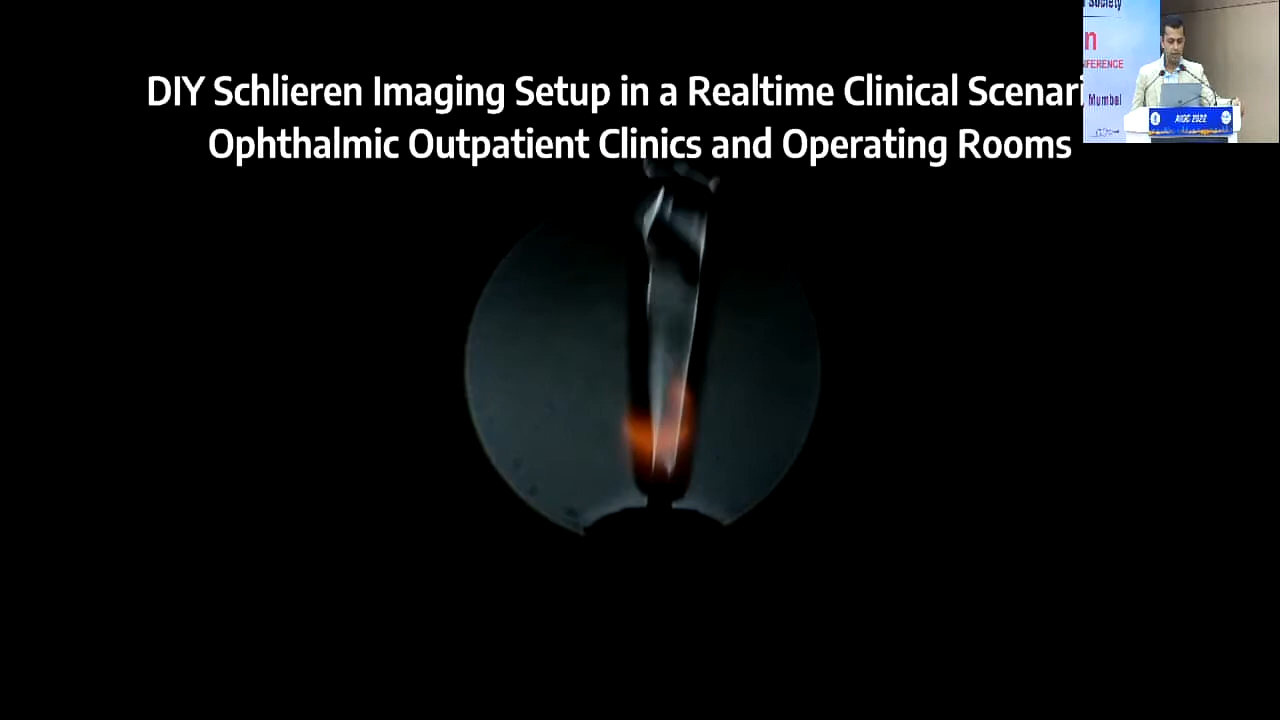 DIY Schlieren Imaging Setup in a Realtime Clinical Scenari
Ophthalmic Outpatient Clinics and Operating Rooms
Society
n
FERENCE
Mumbai
AIOC 2022